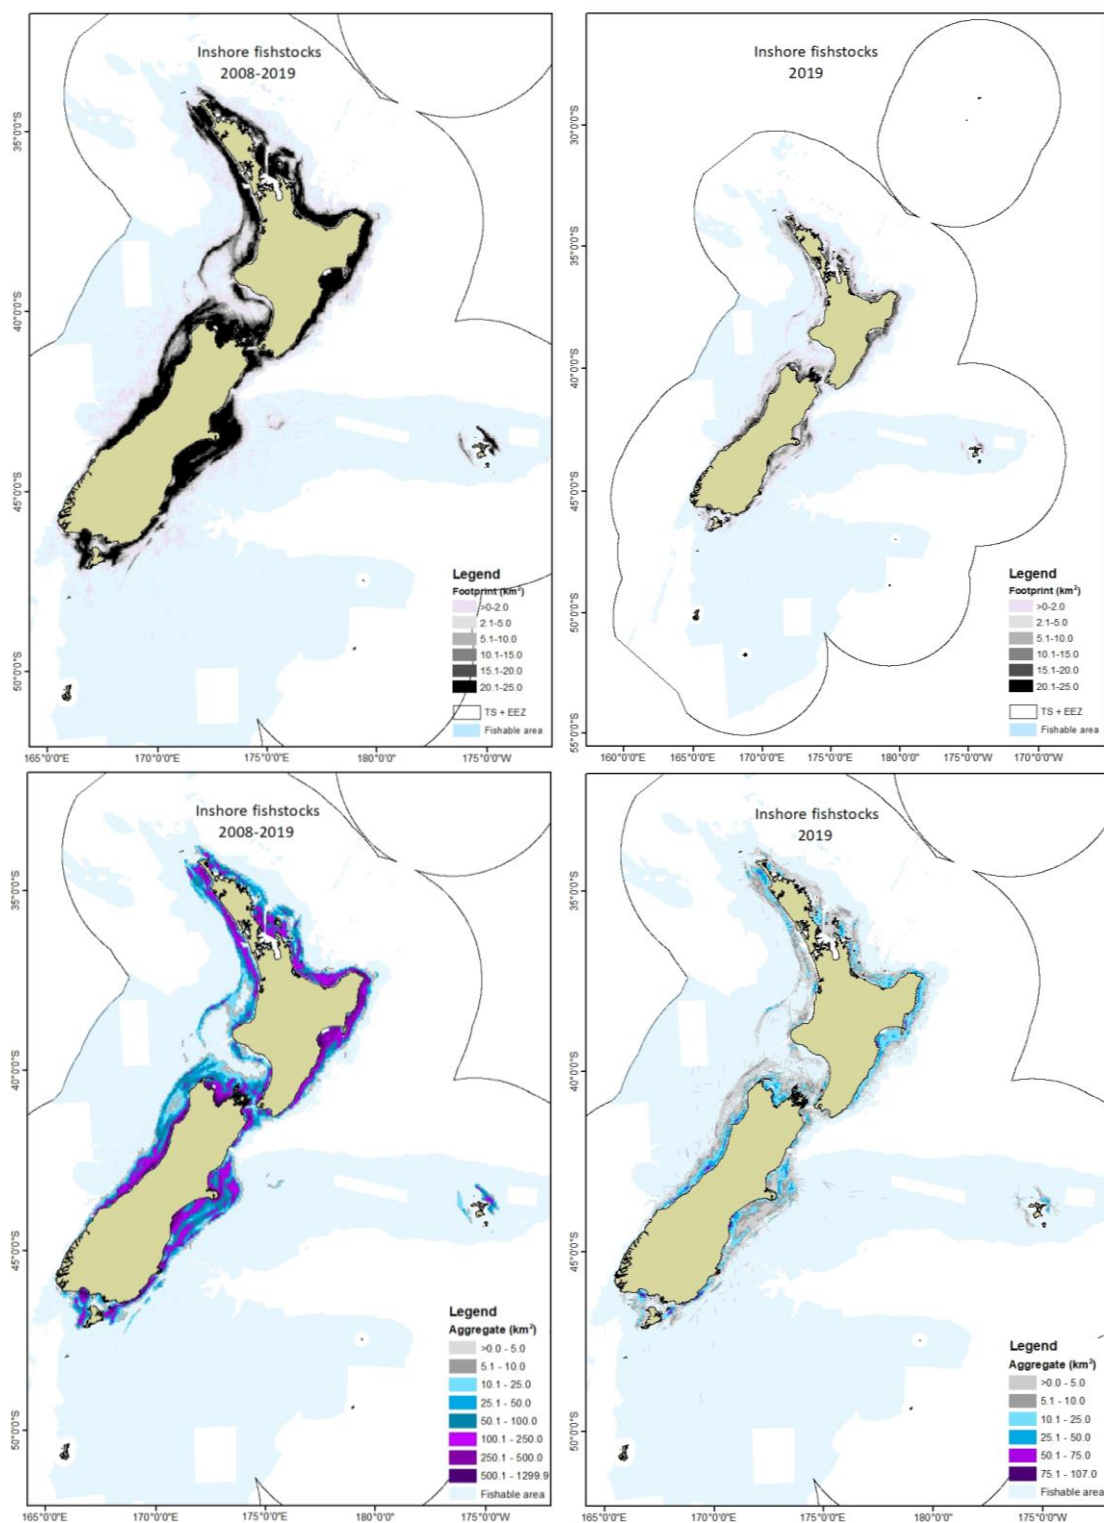 Inshore fishstocks
2008-2019
35°0'0"S
40°0'0"S
45°0'0"S
50°0'0"S
Legend
Footprint (km²)
>0-2.0
2.1-5.0
5.1-10.0
10.1-15.0
15.1-20.0
20.1-25.0
TS + EEZ
Fishable area
165°0'0"E
170°0'0"E
175°0'0"E
180°0'0"
175°0'0"W
Inshore fishstocks
2019
30°0'0"S
35°0'0"S
40°0'0"S
45°0'0"S
50°0'0"S
55°0'0"S
Legend
Footprint (km²)
>0-2.0
2.1-5.0
5.1-10.0
10.1-15.0
15.1-20.0
20.1-25.0
TS + EEZ
Fishable area
160°0'0"E
165°0'0"E
170°0'0"E
175°0'0"E
180°0'0"
175°0'0"W
170°0'0"W
Inshore fishstocks
2008-2019
35°0'0"S
40°0'0"S
45°0'0"S
50°0'0"S
Legend
Aggregate (km²)
>0.0 - 5.0
5.1 - 10.0
10.1 - 25.0
25.1 - 50.0
50.1 - 100.0
100.1 - 250.0
250.1 - 500.0
500.1 - 1299.9
Fishable area
165°0'0"E
170°0'0"E
175°0'0"E
180°0'0"
175°0'0"W
Inshore fishstocks
2019
35°0'0"S
40°0'0"S
45°0'0"S
50°0'0"S
Legend
Aggregate (km²)
>0.0 - 5.0
5.1 - 10.0
10.1 - 25.0
25.1 - 50.0
50.1 - 75.0
75.1 - 107.0
Fishable area
165°0'0"E
170°0'0"E
175°0'0"E
180°0'0"
175°0'0"W